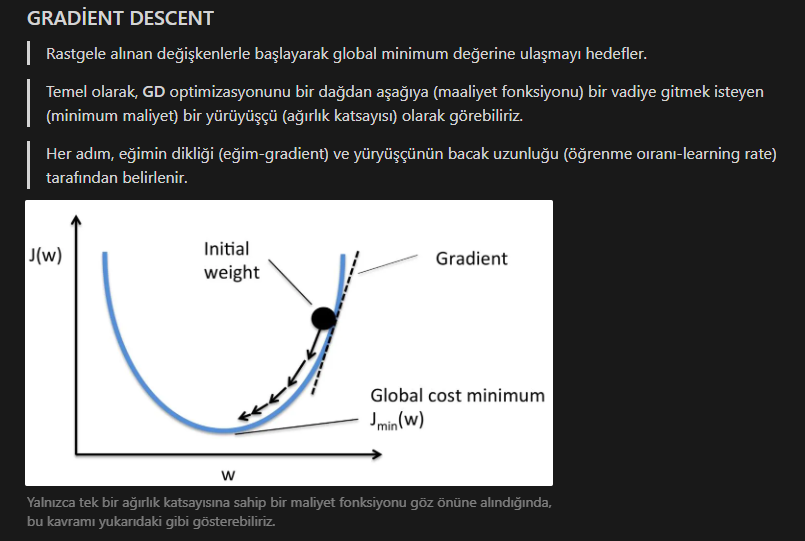 GRADİENT DESCENT
Rastgele alınan değişkenlerle başlayarak global minimum değerine ulaşmayı hedefler.
Temel olarak, GD optimizasyonunu bir dağdan aşağıya (maaliyet fonksiyonu) bir vadiye gitmek isteyen
(minimum maliyet) bir yürüyüşçü (ağırlık katsayısı) olarak görebiliriz.
Her adım, eğimin dikliği (eğim-gradient) ve yüryüşçünün bacak uzunluğu (öğrenme oıranı-learning rate)
tarafından belirlenir.
J(w)
Initial
weight
Gradient
Global cost minimum
Jmin(w)
w
Yalnızca tek bir ağırlık katsayısına sahip bir maliyet fonksiyonu göz önüne alındığında,
bu kavramı yukarıdaki gibi gösterebiliriz.